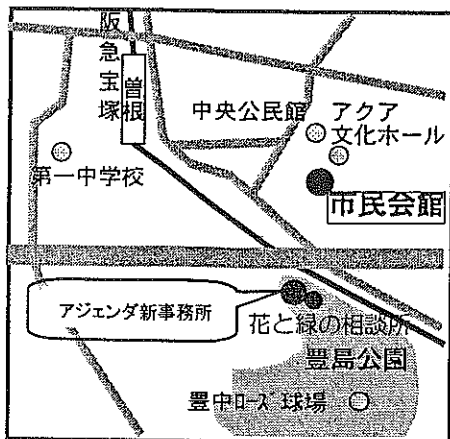 阪急宝塚
曽根
中央公民館
アクア
文化ホール
第一中学校
市民会館
アジェンダ新事務所
花と緑の相談所
豊島公園
豊中ローズ球場